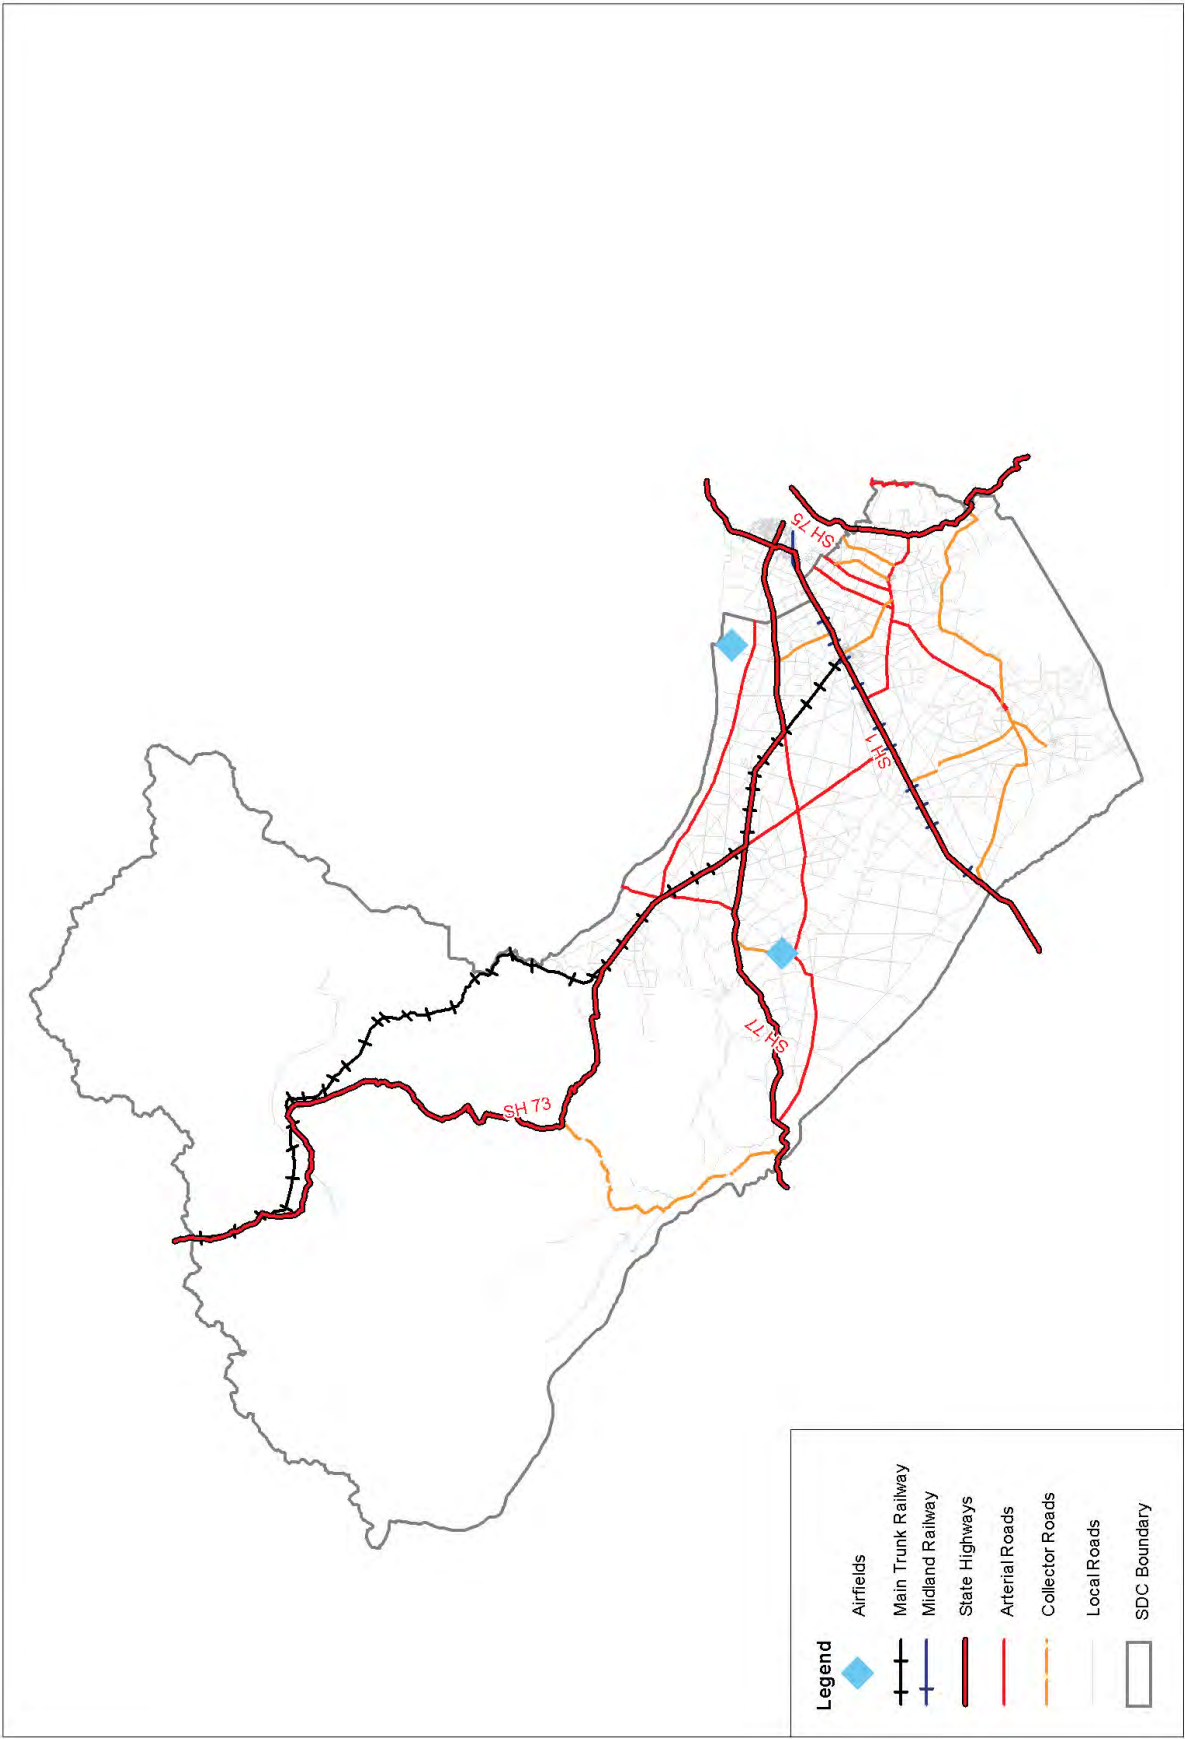 SH 73
SH 77
SH 1
SH 75
Legend
Airfields
Main Trunk Railway
Midland Railway
State Highways
Arterial Roads
Collector Roads
Local Roads
SDC Boundary